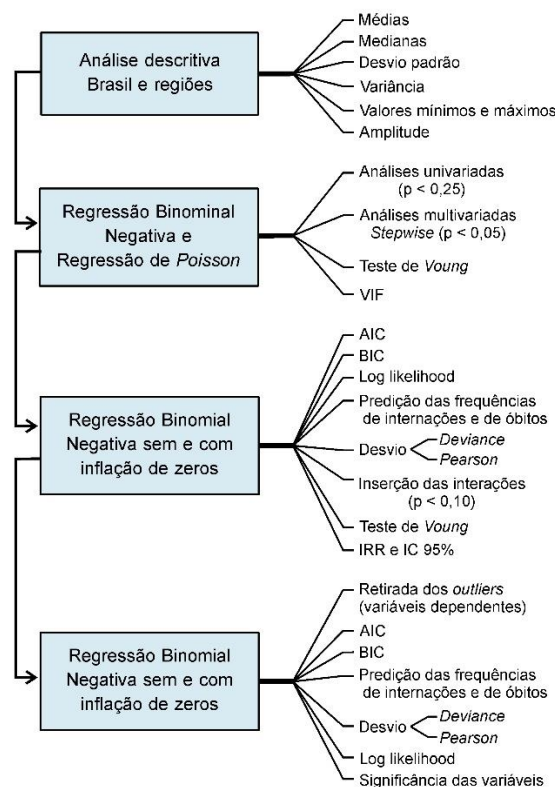 Análise descritiva
Brasil e regiões
Médias
Medianas
Desvio padrão
Variância
Valores mínimos e máximos
Amplitude
Regressão Binominal
Negativa e
Regressão de Poisson
Análises univariadas
(p < 0,25)
Análises multivariadas
Stepwise (p < 0,05)
Teste de Voung
VIF
Regressão Binomial
Negativa sem e com
inflação de zeros
AIC
BIC
Log likelihood
Predição das frequências
de internações e de óbitos
Desvio
Deviance
Pearson
Inserção das interações
(p < 0,10)
Teste de Voung
IRR e IC 95%
Regressão Binomial
Negativa sem e com
inflação de zeros
Retirada dos outliers
(variáveis dependentes)
AIC
BIC
Predição das frequências
de internações e de óbitos
Desvio
Deviance
Pearson
Log likelihood
Significância das variáveis